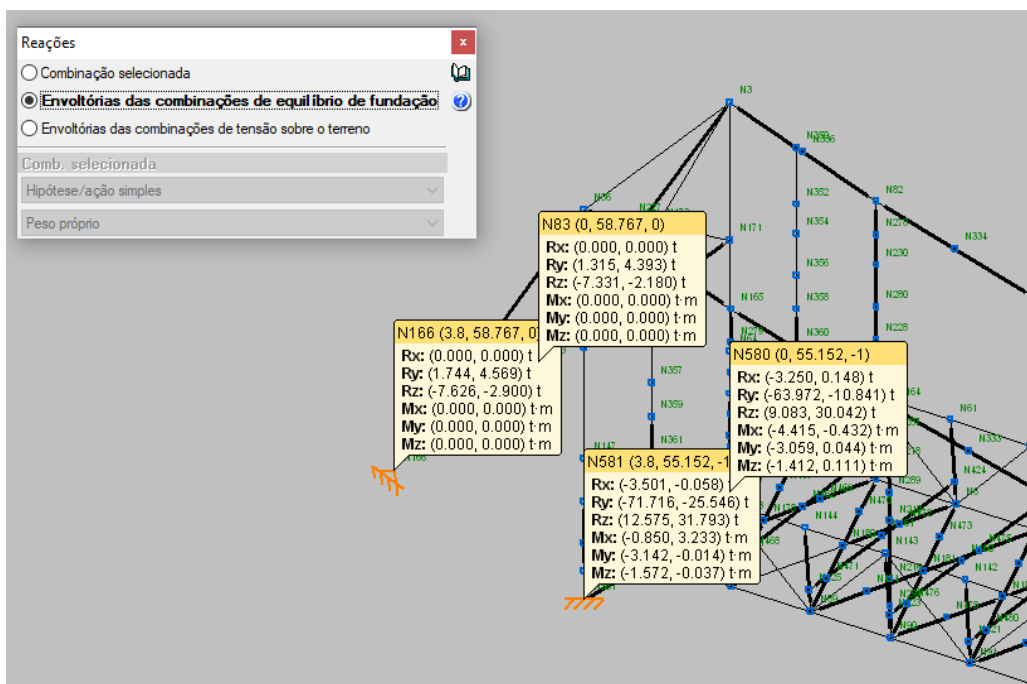 Reações
x
Combinação selecionada
Envoltórias das combinações de equilíbrio de fundação
Envoltórias das combinações de tensão sobre o terreno
Comb. selecionada
Hipótese/ação simples
Peso próprio
N3
N82
N352
N354
N356
N358
N360
N171
N165
N230
N280
N228
N334
N36
N83 (0, 58.767, 0)
Rx: (0.000, 0.000) t
Ry: (1.315, 4.393) t
Rz: (-7.331, -2.180) t
Mx: (0.000, 0.000) t·m
My: (0.000, 0.000) t·m
Mz: (0.000, 0.000) t·m
N166 (3.8, 58.767, 0)
Rx: (0.000, 0.000) t
Ry: (1.744, 4.569) t
Rz: (-7.626, -2.900) t
Mx: (0.000, 0.000) t·m
My: (0.000, 0.000) t·m
Mz: (0.000, 0.000) t·m
N580 (0, 55.152, -1)
Rx: (-3.250, 0.148) t
Ry: (-63.972, -10.841) t
Rz: (9.083, 30.042) t
Mx: (-4.415, -0.432) t·m
My: (-3.059, 0.044) t·m
Mz: (-1.412, 0.111) t·m
N357
N359
N361
N147
N581 (3.8, 55.152, -1
Rx: (-3.501, -0.058) t
Ry: (-71.716, -25.546) t
Rz: (12.575, 31.793) t
Mx: (-0.850, 3.233) t·m
My: (-3.142, -0.014) t·m
Mz: (-1.572, -0.037) t·m
N61
N333
N424
N289
N144
N473
N143
N142
N471
N476
N90